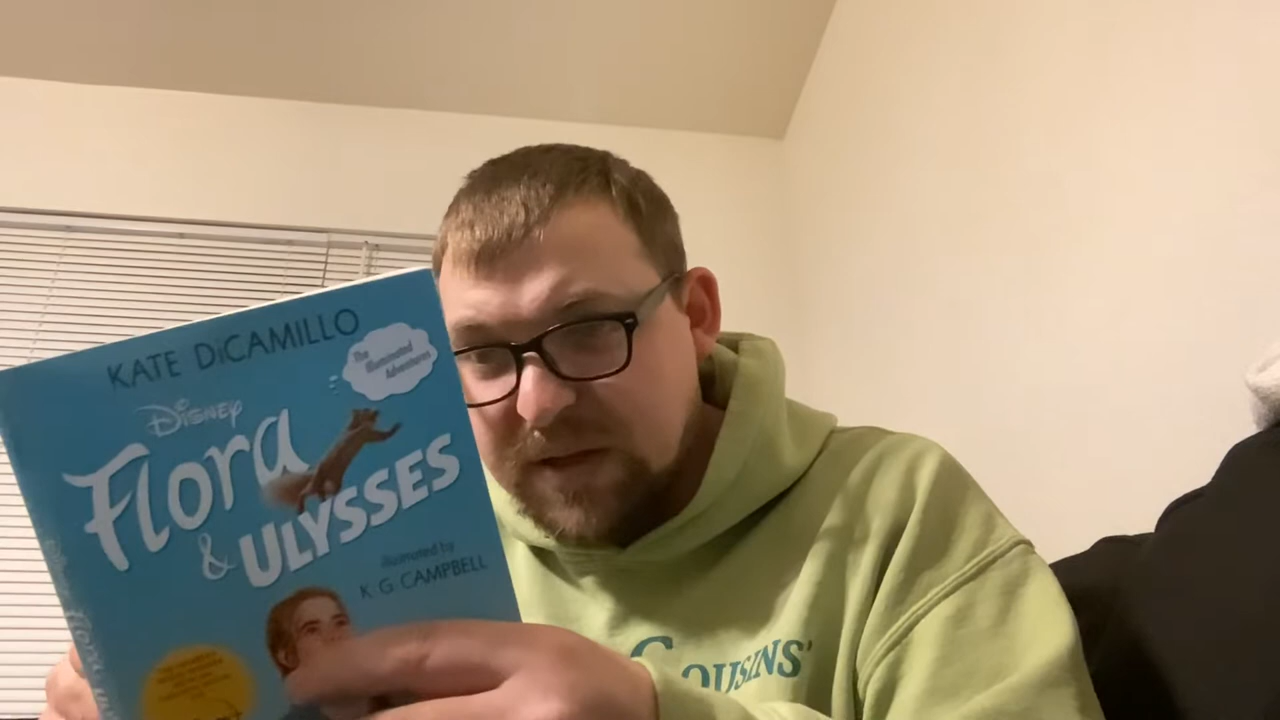 KATE DiCAMILLO
The
Illuminated
Adventures
DISNEY
Flora
& ULYSSES
illustrated by
K. G. CAMPBELL
COUSINS'